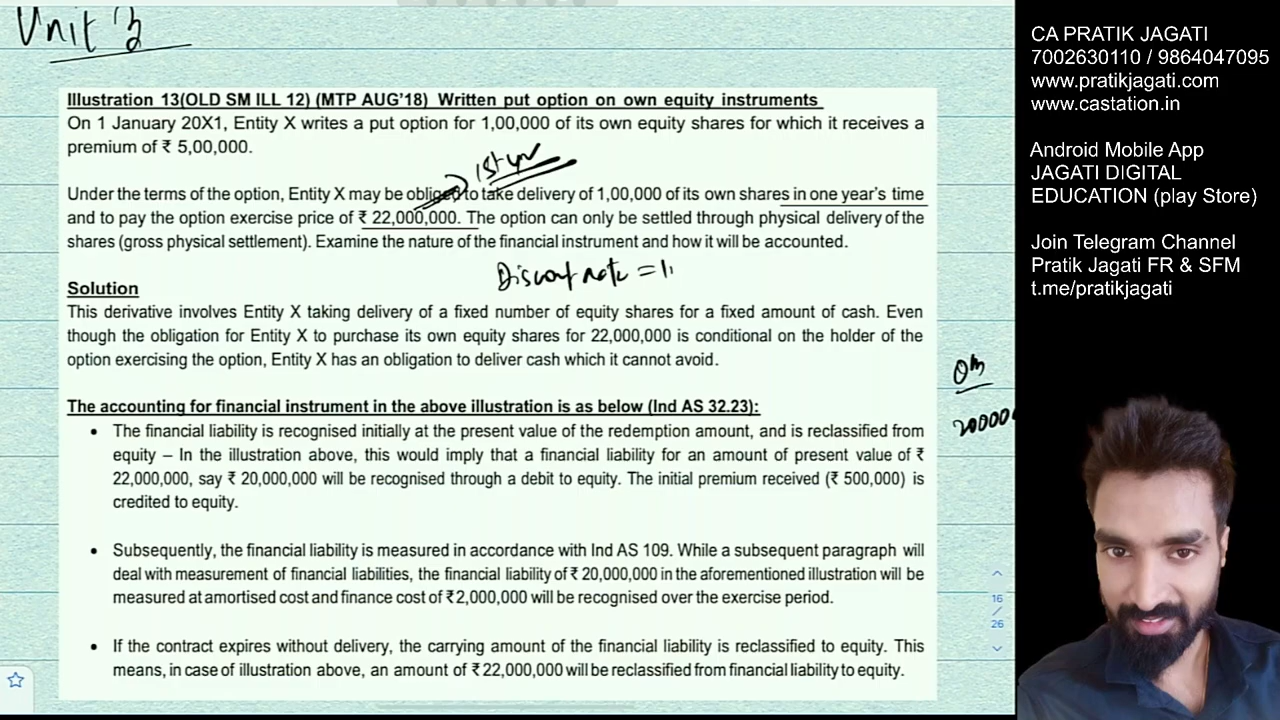 Unit 3
CA PRATIK JAGATI
7002630110 / 9864047095
www.pratikjagati.com
www.castation.in
Android Mobile App
JAGATI DIGITAL
EDUCATION (play Store)
Join Telegram Channel
Pratik Jagati FR & SFM
t.me/pratikjagati
Illustration 13(OLD SM ILL 12) (MTP AUG'18) Written put option on own equity instruments
On 1 January 20X1, Entity X writes a put option for 1,00,000 of its own equity shares for which it receives a
premium of ₹ 5,00,000.
1st yr
Under the terms of the option, Entity X may be obliged to take delivery of 1,00,000 of its own shares in one year's time
and to pay the option exercise price of ₹ 22,000,000. The option can only be settled through physical delivery of the
shares (gross physical settlement). Examine the nature of the financial instrument and how it will be accounted.
Discount rate =
Solution
This derivative involves Entity X taking delivery of a fixed number of equity shares for a fixed amount of cash. Even
though the obligation for Entity X to purchase its own equity shares for 22,000,000 is conditional on the holder of the
option exercising the option, Entity X has an obligation to deliver cash which it cannot avoid.
The accounting for financial instrument in the above illustration is as below (Ind AS 32.23):
• The financial liability is recognised initially at the present value of the redemption amount, and is reclassified from
equity – In the illustration above, this would imply that a financial liability for an amount of present value of ₹
22,000,000, say ₹ 20,000,000 will be recognised through a debit to equity. The initial premium received (₹ 500,000) is
credited to equity.
• Subsequently, the financial liability is measured in accordance with Ind AS 109. While a subsequent paragraph will
deal with measurement of financial liabilities, the financial liability of ₹ 20,000,000 in the aforementioned illustration will be
measured at amortised cost and finance cost of ₹2,000,000 will be recognised over the exercise period.
• If the contract expires without delivery, the carrying amount of the financial liability is reclassified to equity. This
means, in case of illustration above, an amount of ₹ 22,000,000 will be reclassified from financial liability to equity.
16
/
26